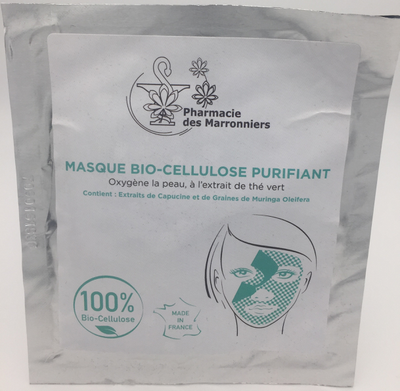 Pharmacie
des Marronniers
MASQUE BIO-CELLULOSE PURIFIANT
Oxygène la peau, à l'extrait de thé vert
Contient : Extraits de Capucine et de Graines de Muringa Oleifera
100%
Bio-Cellulose
MADE
IN
FRANCE